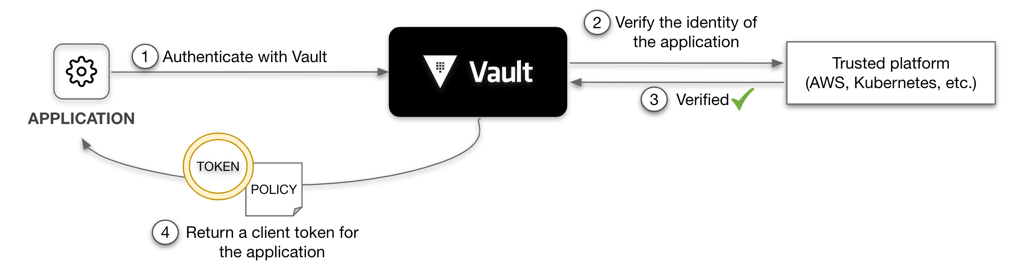 1 Authenticate with Vault
APPLICATION
Vault
2 Verify the identity of
the application
3 Verified
Trusted platform
(AWS, Kubernetes, etc.)
TOKEN
POLICY
4 Return a client token for
the application